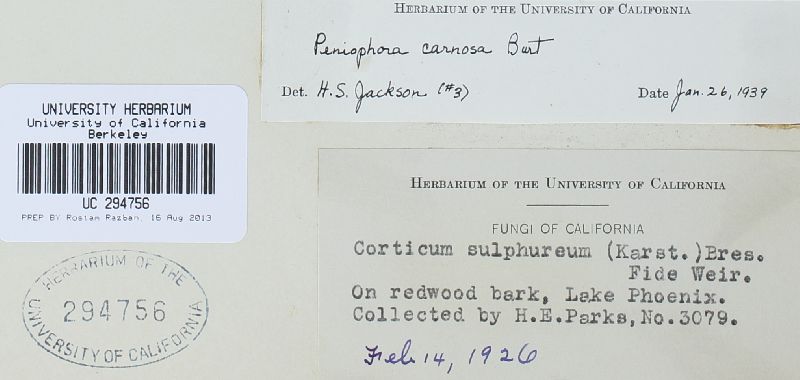 HERBARIUM OF THE UNIVERSITY OF CALIFORNIA
Peniophora carnosa Burt
Det. H.S. Jackson (#3) Date Jan. 26, 1939
UNIVERSITY HERBARIUM
University of California
Berkeley
UC 294756
PREP BY Rostam Razban, 16 Aug 2013
HERBARIUM OF THE
294756
UNIVERSITY OF CALIFORNIA
HERBARIUM OF THE UNIVERSITY OF CALIFORNIA
FUNGI OF CALIFORNIA
Corticum sulphureum (Karst.)Bres.
Fide Weir.
On redwood bark, Lake Phoenix.
Collected by H.E.Parks,No.3079.
Feb 14, 1926